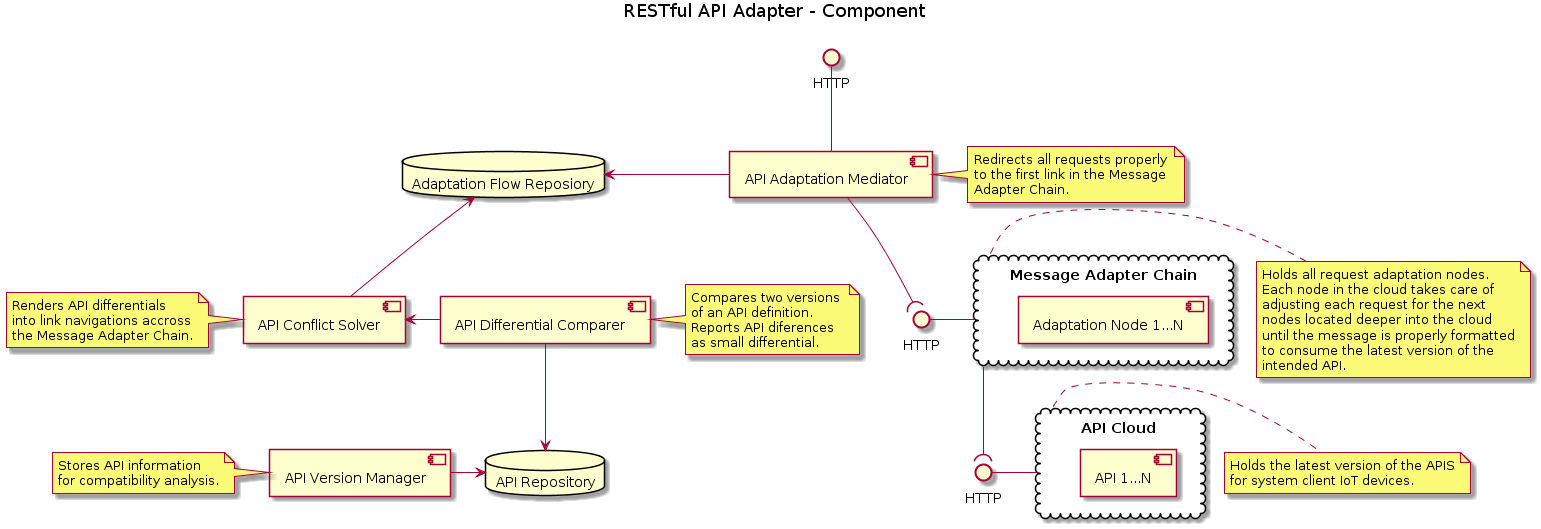 RESTful API Adapter - Component
HTTP
Adaptation Flow Reposiory
API Adaptation Mediator
Redirects all requests properly
to the first link in the Message
Adapter Chain.
Message Adapter Chain
Adaptation Node 1...N
HTTP
Holds all request adaptation nodes.
Each node in the cloud takes care of
adjusting each request for the next
nodes located deeper into the cloud
until the message is properly formatted
to consume the latest version of the
intended API.
Renders API differentials
into link navigations accross
the Message Adapter Chain.
API Conflict Solver
API Differential Comparer
Compares two versions
of an API definition.
Reports API diferences
as small differential.
Stores API information
for compatibility analysis.
API Version Manager
API Repository
HTTP
API Cloud
API 1...N
Holds the latest version of the APIS
for system client IoT devices.